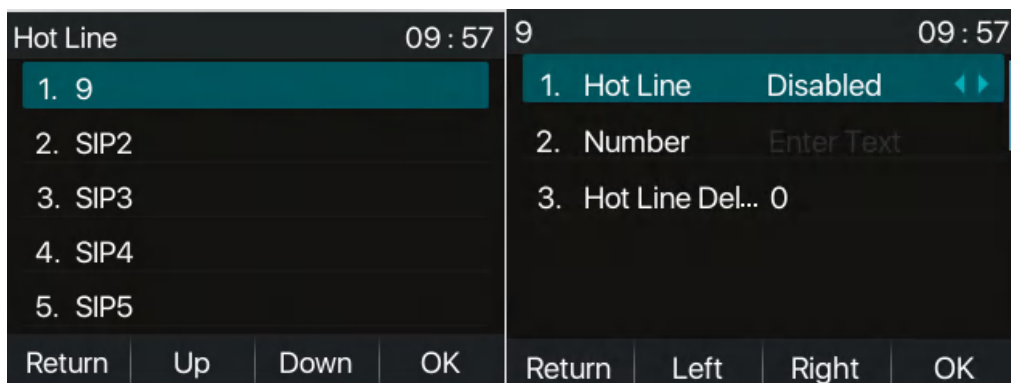 Hot Line 09:57
1. 9
2. SIP2
3. SIP3
4. SIP4
5. SIP5
Return Up Down OK
9 09:57
1. Hot Line Disabled
2. Number Enter Text
3. Hot Line Del... 0
Return Left Right OK